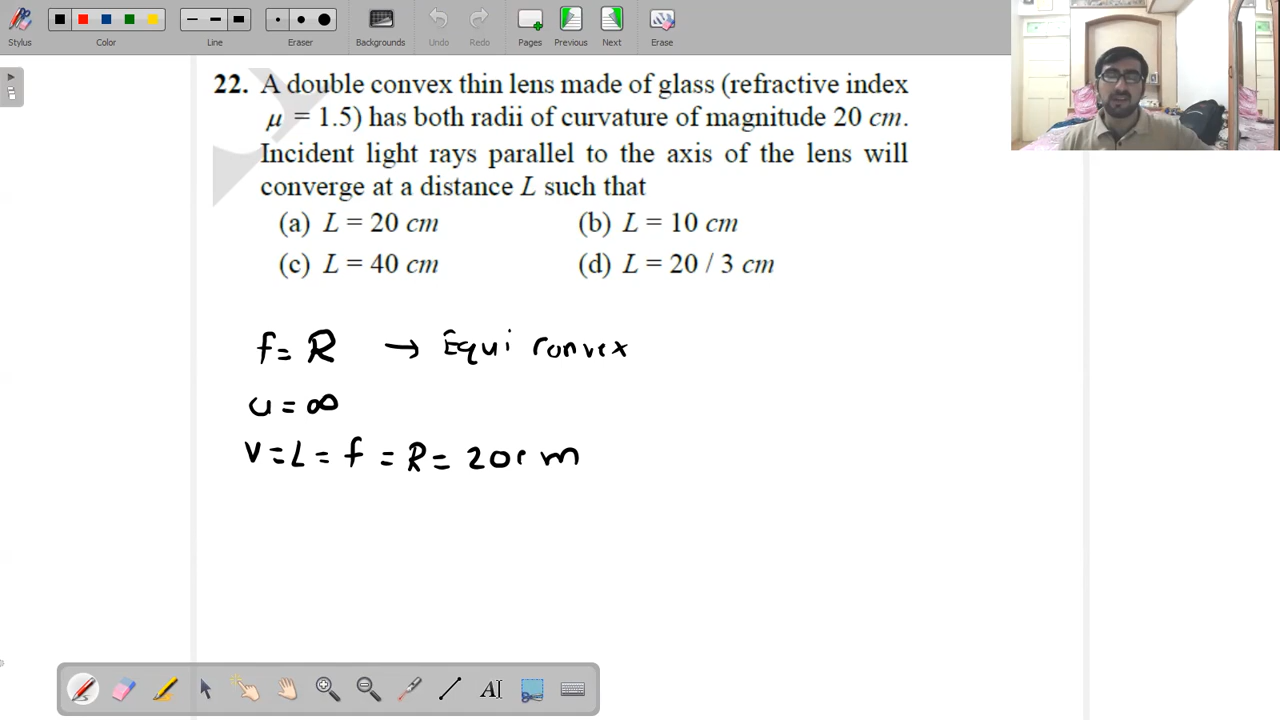 Stylus
Color
Line
Eraser
Backgrounds
Undo
Redo
Pages
Previous
Next
Erase
22. A double convex thin lens made of glass (refractive index
μ = 1.5) has both radii of curvature of magnitude 20 cm.
Incident light rays parallel to the axis of the lens will
converge at a distance L such that
(a) L = 20 cm (b) L = 10 cm
(c) L = 40 cm (d) L = 20 / 3 cm
f = R → Equi convex
u = ∞
V = L = f = R = 20c m
A